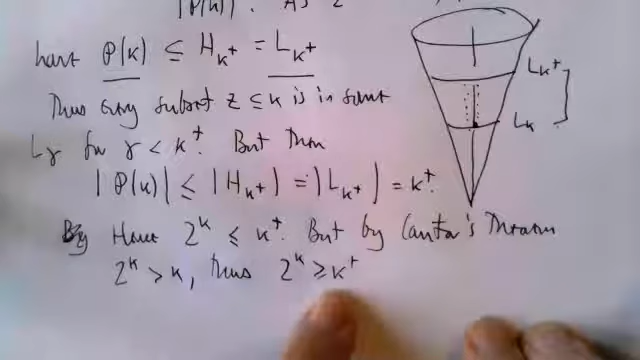 |P(κ)|. As
have P(κ) ≤ H_κ⁺ = L_κ⁺
Thus every subset z ≤ κ is in some
L_γ for γ < κ⁺. But then
|P(κ)| ≤ |H_κ⁺| = |L_κ⁺| = κ⁺.
By Hence 2^κ ≤ κ⁺. But by Cantor's Theorem
2^κ > κ, thus 2^κ ≥ κ⁺
L_κ⁺
L_κ